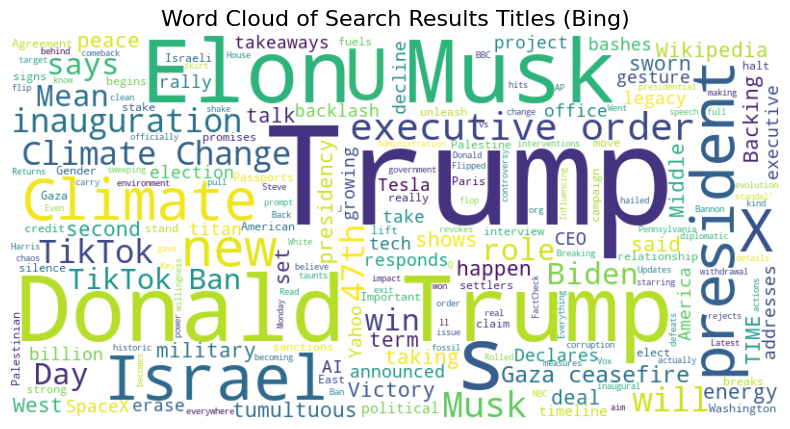 Word Cloud of Search Results Titles (Bing)
Agreement peace
behind
target comeback
says
signs
flip know begins
Mean
Israeli House fuels
takeaways
Elon U Musk
resolve
rally
skirt
clean
stake
shake
backlash
decline
BBC
AP
hits
project bashes
signs
sworn
gesture
Wikipedia
halt
presidential
making
speech full
legacy
inauguration talk
officially
promises
executive order
office
unleash
change
vs
Went
Backing
executive
Climate Change
Returns Gender
sweeping
carry pull
environment
Passports
election
Gaza
Even
Trump
Administration Palestine interventions
government Donald
Flipped
Paris
Tesla
really
growing
presidency
Steve
prompt
Back
American
controversy
Influencing
campaign
move
Middle
president
X
kind
evolution
scandal
Bannon
Pennsylvania
diplomatic
Climate
credit second
stand titan
Harris
chaos
TikTok new
silence
gave
White
Key
47th
lift
exit
take
tech shows role
flop
org
interview
revokes
hailed
CEO
Breaking
said
relationship
details
responds happen
Biden
Updates
starring
withdrawal
America
addresses
TIME
actions
TikTok Ban
willingness
power
set
believe
taunts
Read
Yahoo
Important
impact
won
settlers
order
FactCheck
Everything
corruption
Donald Trump
win
Monday
term
ll
issue
real
claim
fossil
Rolled
Vox
measures
actually
elect
defeats
rejects
Latest
Palestinian
billion
historic
becoming
military
sanctions
AI
East
Ban
taking
announced
S
Declares
Gaza ceasefire
breaks
will
energy
Washington
Day
strong
West SpaceX
erase
everywhere
Israel
becomes
tumultuous
Victory
political
Musk
inaugural
NBC
aim
deal
timeline